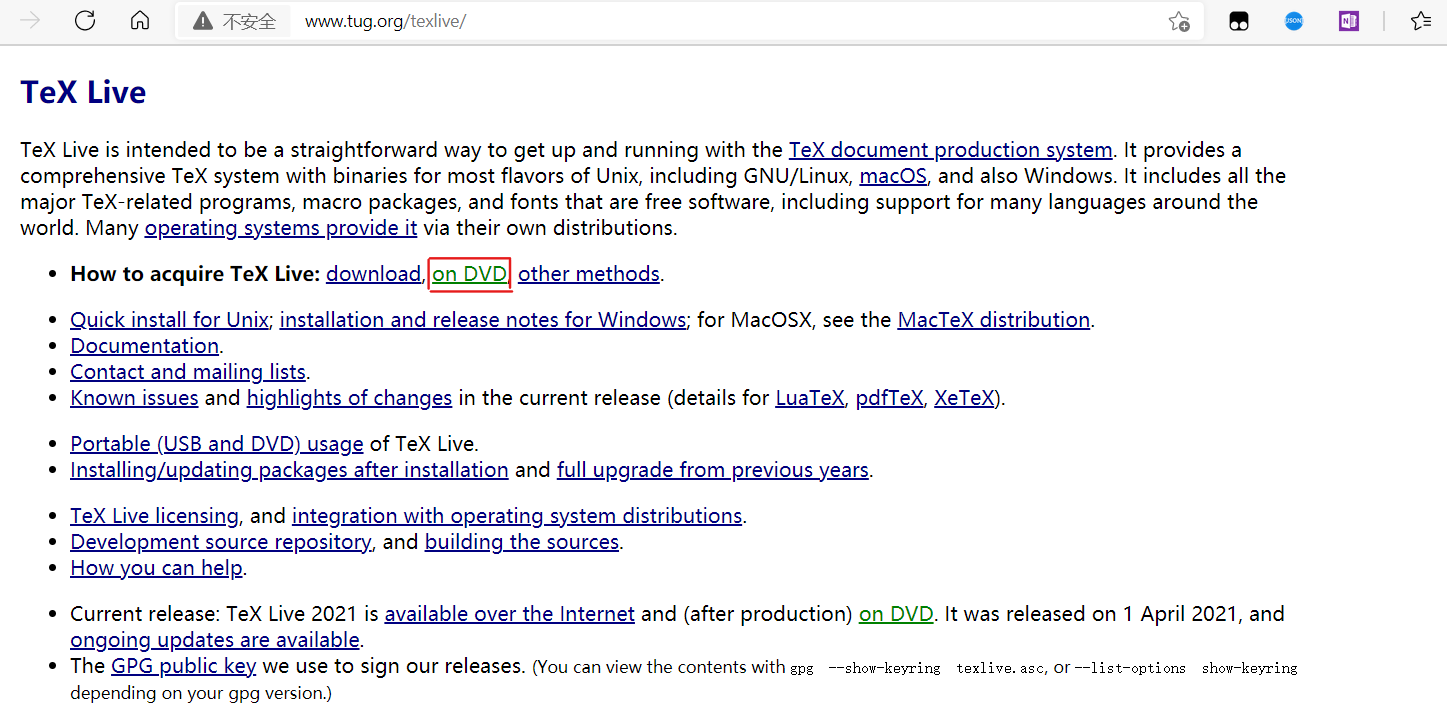 不安全 www.tug.org/texlive/
JSON
N
TeX Live
TeX Live is intended to be a straightforward way to get up and running with the TeX document production system. It provides a
comprehensive TeX system with binaries for most flavors of Unix, including GNU/Linux, macOS, and also Windows. It includes all the
major TeX-related programs, macro packages, and fonts that are free software, including support for many languages around the
world. Many operating systems provide it via their own distributions.
• How to acquire TeX Live: download, on DVD, other methods.
• Quick install for Unix; installation and release notes for Windows; for MacOSX, see the MacTeX distribution.
• Documentation.
• Contact and mailing lists.
• Known issues and highlights of changes in the current release (details for LuaTeX, pdfTeX, XeTeX).
• Portable (USB and DVD) usage of TeX Live.
• Installing/updating packages after installation and full upgrade from previous years.
• TeX Live licensing, and integration with operating system distributions.
• Development source repository, and building the sources.
• How you can help.
• Current release: TeX Live 2021 is available over the Internet and (after production) on DVD. It was released on 1 April 2021, and
ongoing updates are available.
• The GPG public key we use to sign our releases. (You can view the contents with gpg --show-keyring texlive.asc, or --list-options show-keyring
depending on your gpg version.)